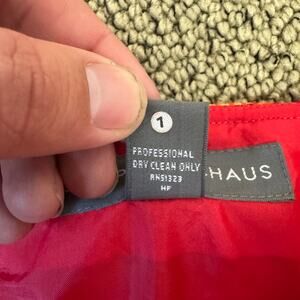 1
PROFESSIONAL
DRY CLEAN ONLY
RN51323
HF
HAUS